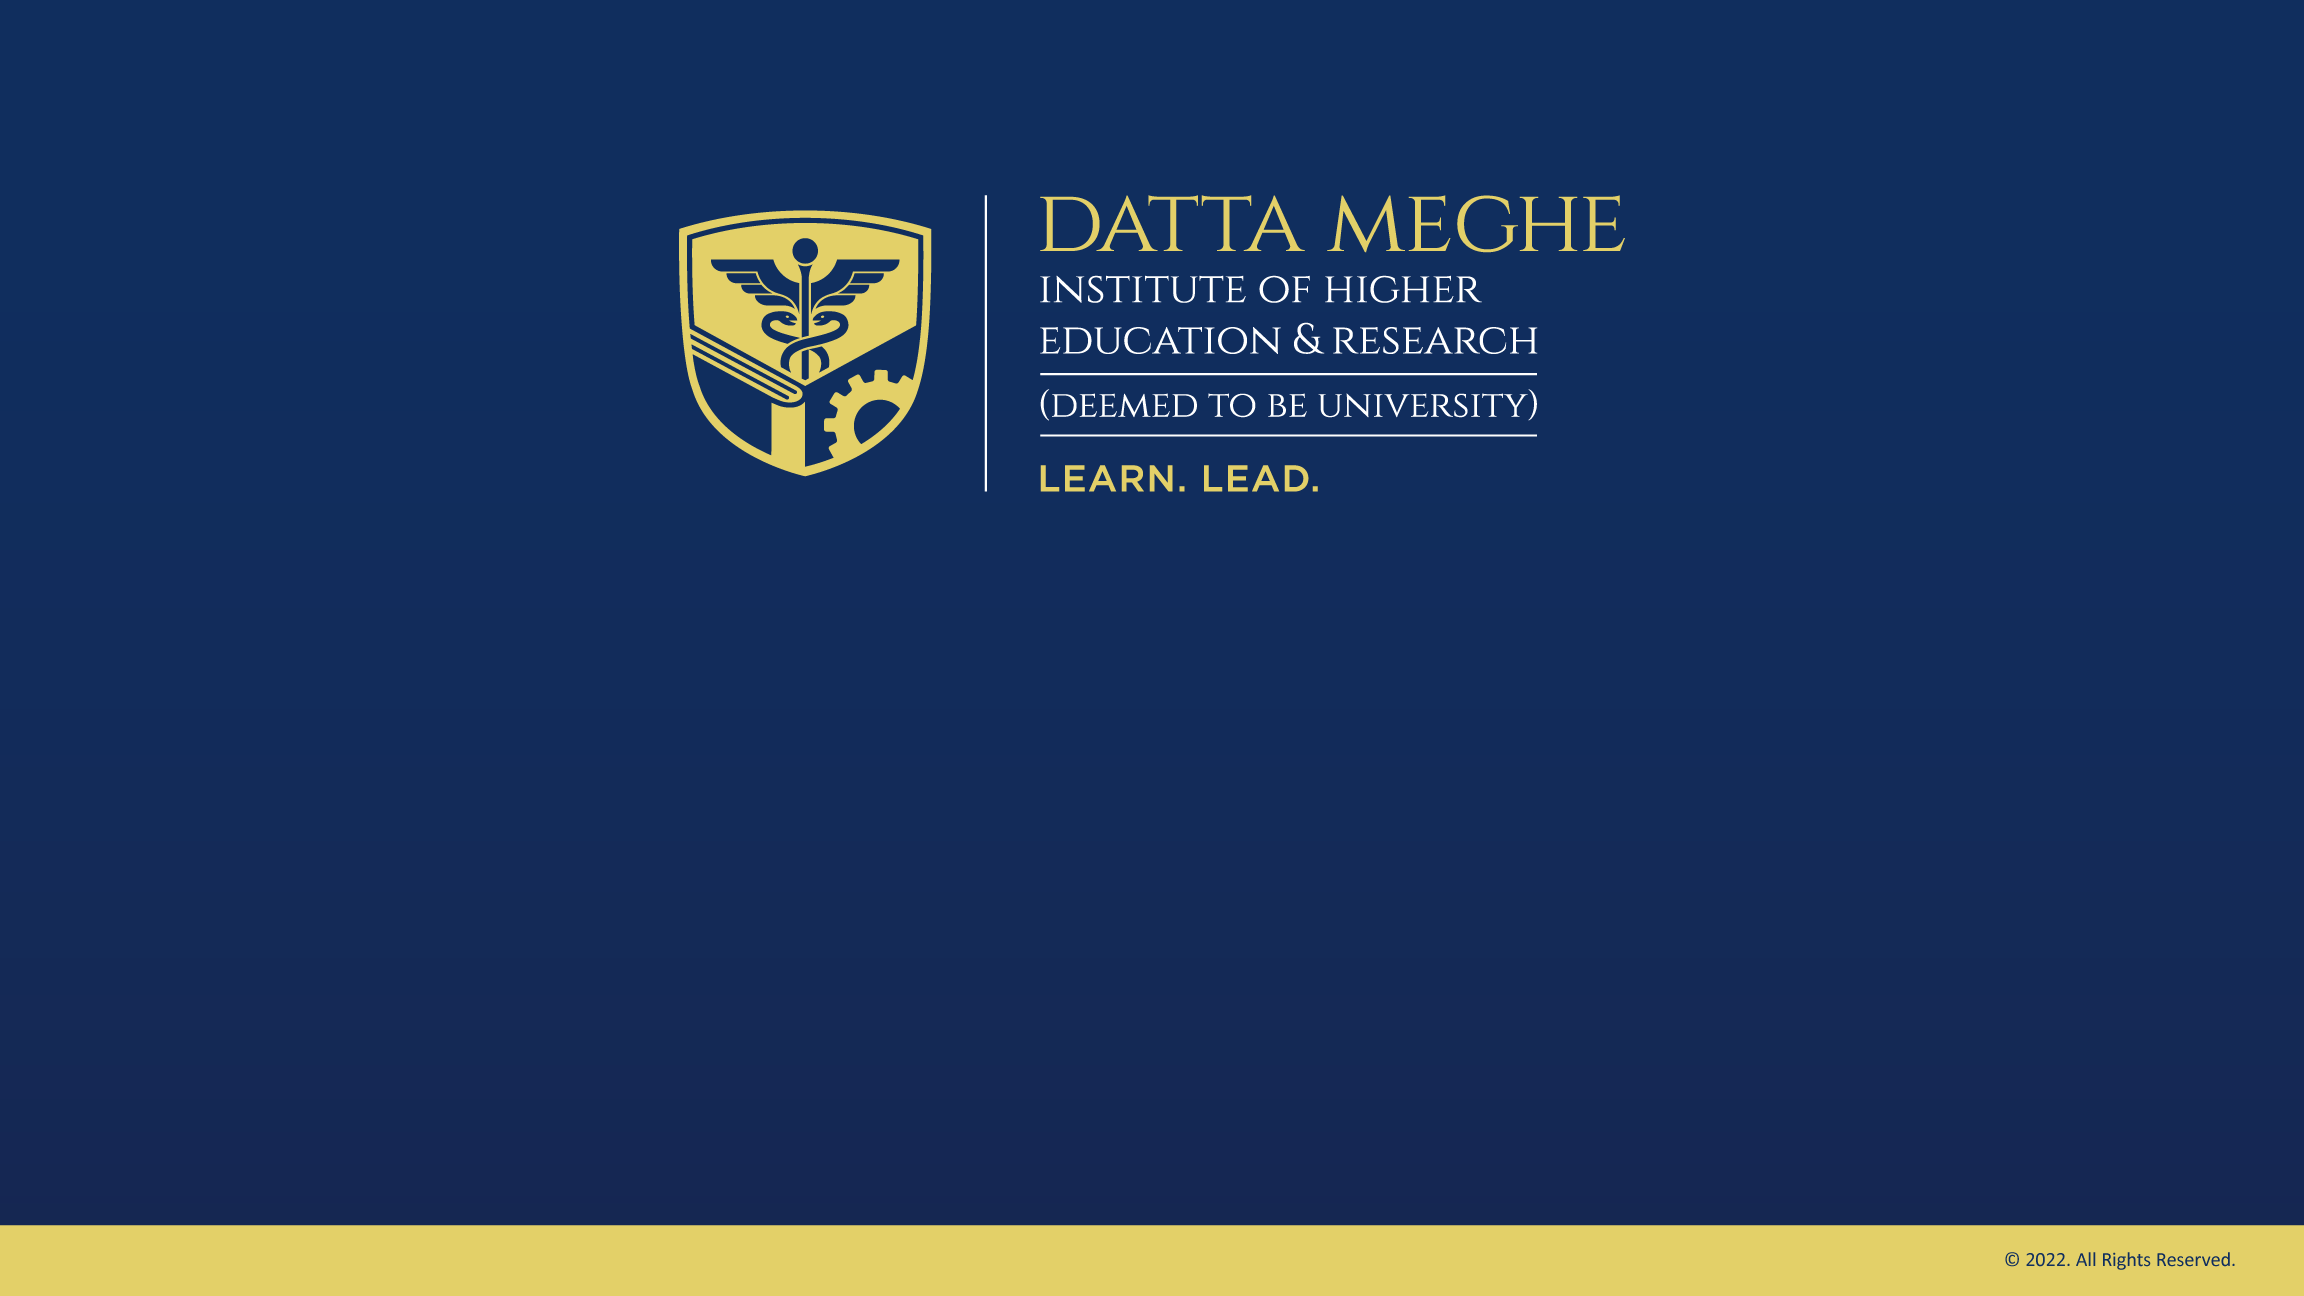 DATTA MEGHE
INSTITUTE OF HIGHER
EDUCATION & RESEARCH
(DEEMED TO BE UNIVERSITY)
LEARN. LEAD.
© 2022. All Rights Reserved.